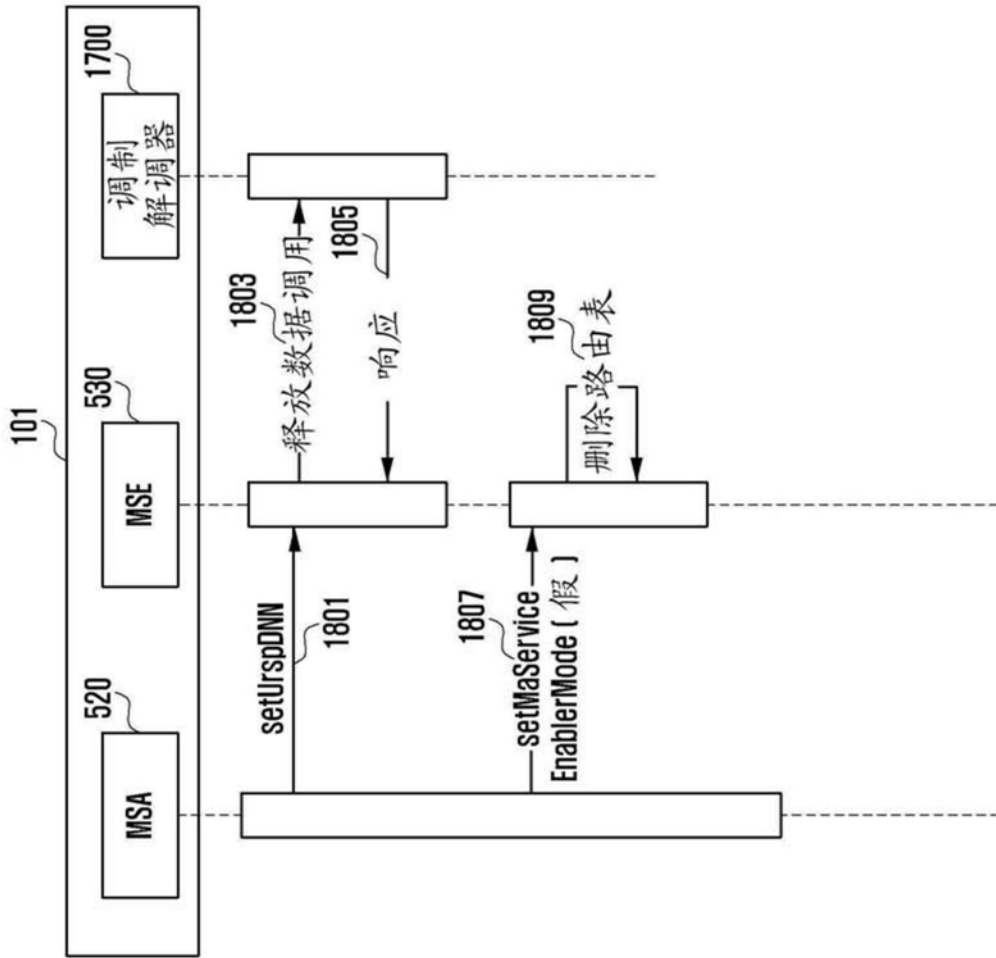 101
MSA
520
MSE
530
调制
解调器
1700
setUrspDNN
1801
释放数据调用
1803
响应
1805
setMaService
EnablerMode(假)
1807
删除路由表
1809